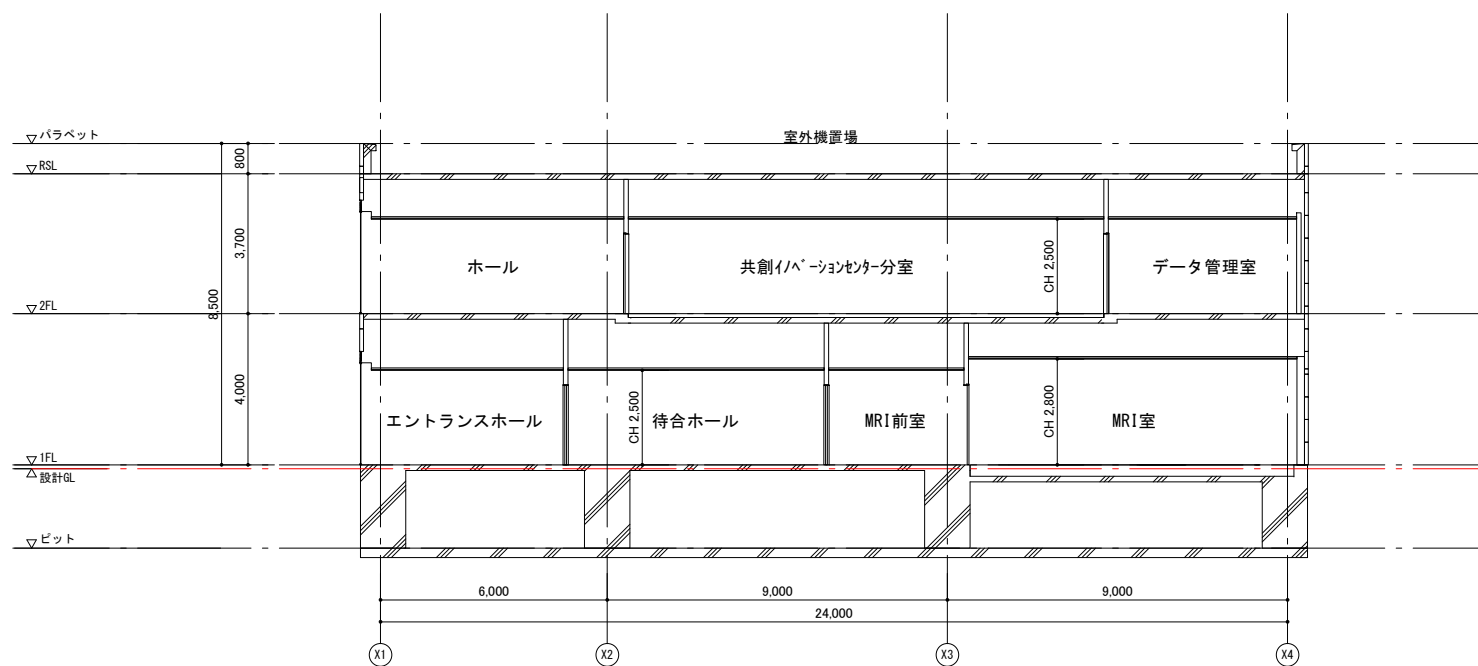 パラペット
室外機置場
800
RSL
3,700
CH 2,500
ホール
共創ｲﾉﾍﾞｰｼｮﾝｾﾝﾀｰ分室
データ管理室
8,500
2FL
4,000
CH 2,500
CH 2,800
エントランスホール
待合ホール
MRI前室
MRI室
1FL
設計GL
ピット
6,000
9,000
9,000
24,000
X1
X2
X3
X4